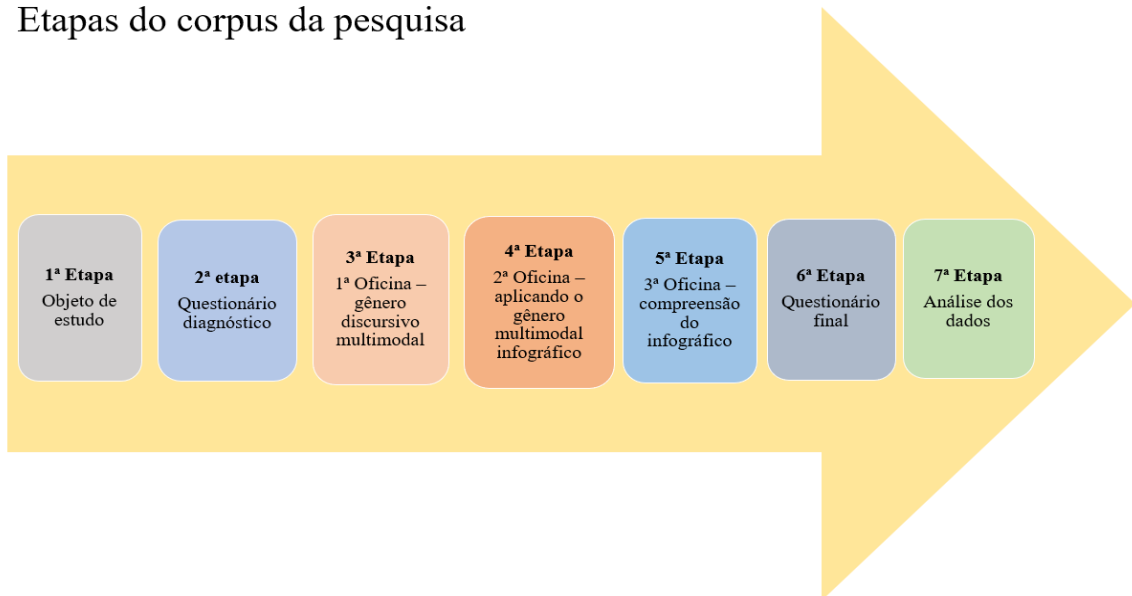 Etapas do corpus da pesquisa
1ª Etapa
Objeto de
estudo
2ª etapa
Questionário
diagnóstico
3ª Etapa
1ª Oficina –
gênero
discursivo
multimodal
4ª Etapa
2ª Oficina –
aplicando o
gênero
multimodal
infográfico
5ª Etapa
3ª Oficina –
compreensão
do
infográfico
6ª Etapa
Questionário
final
7ª Etapa
Análise dos
dados